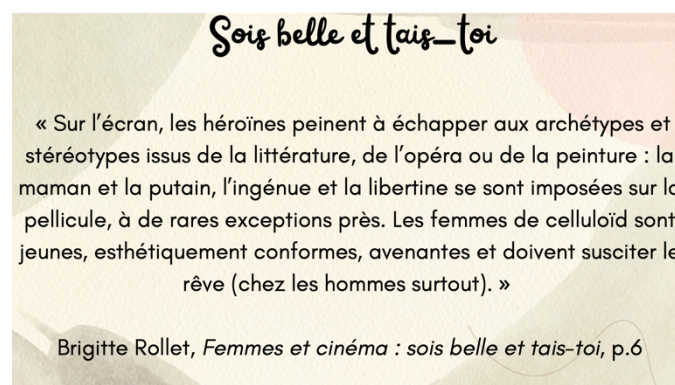 Sois belle et tais_toi
« Sur l’écran, les héroïnes peinent à échapper aux archétypes et
stéréotypes issus de la littérature, de l’opéra ou de la peinture : la
maman et la putain, l’ingénue et la libertine se sont imposées sur la
pellicule, à de rares exceptions près. Les femmes de celluloïd sont
jeunes, esthétiquement conformes, avenantes et doivent susciter le
rêve (chez les hommes surtout). »
Brigitte Rollet, Femmes et cinéma : sois belle et tais-toi, p.6